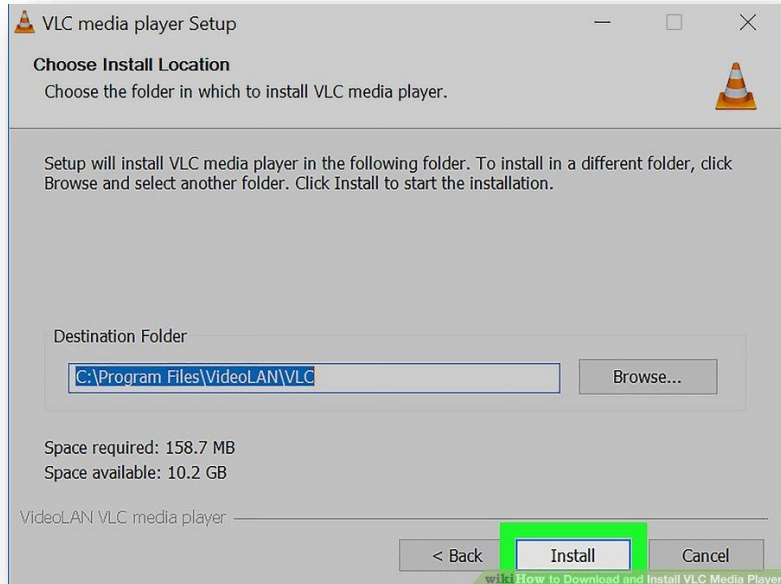 VLC media player Setup
Choose Install Location
Choose the folder in which to install VLC media player.
Setup will install VLC media player in the following folder. To install in a different folder, click
Browse and select another folder. Click Install to start the installation.
Destination Folder
C:\Program Files\VideoLAN\VLC
Browse...
Space required: 158.7 MB
Space available: 10.2 GB
VideoLAN VLC media player
< Back
Install
Cancel
wikiHow to Download and Install VLC Media Player